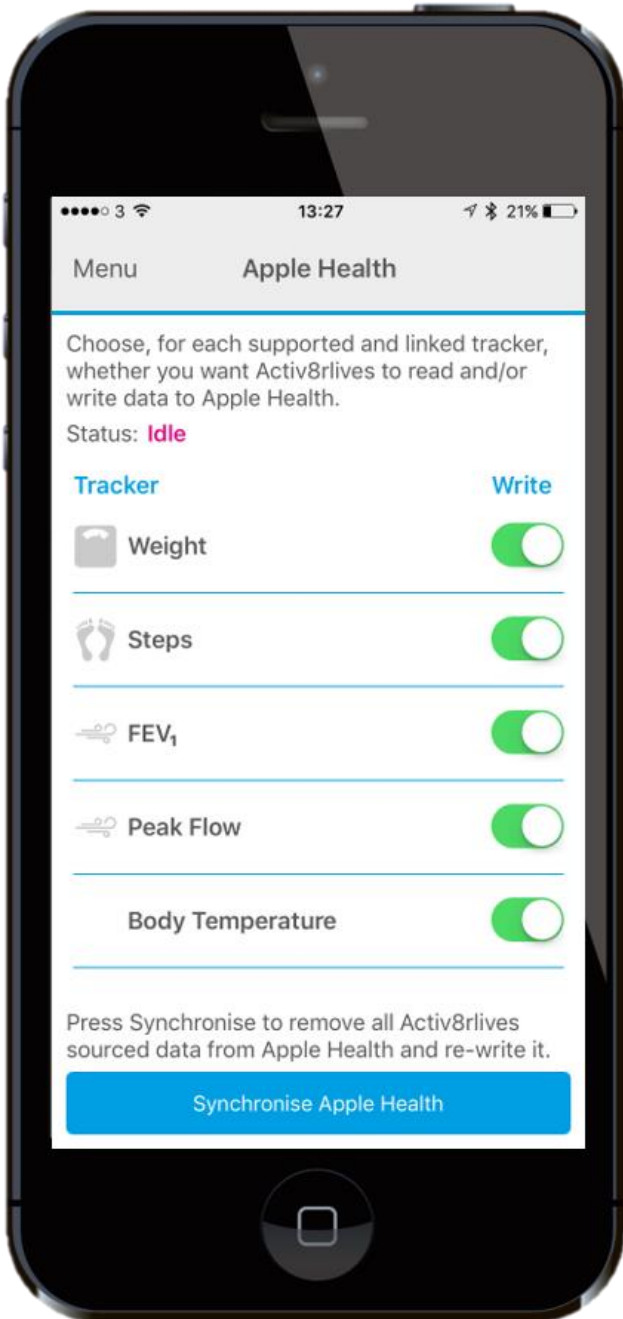 ●●●●○ 3 13:27 21%
Menu Apple Health
Choose, for each supported and linked tracker,
whether you want Activ8rlives to read and/or
write data to Apple Health.
Status: Idle
Tracker Write
Weight
Steps
FEV₁
Peak Flow
Body Temperature
Press Synchronise to remove all Activ8rlives
sourced data from Apple Health and re-write it.
Synchronise Apple Health